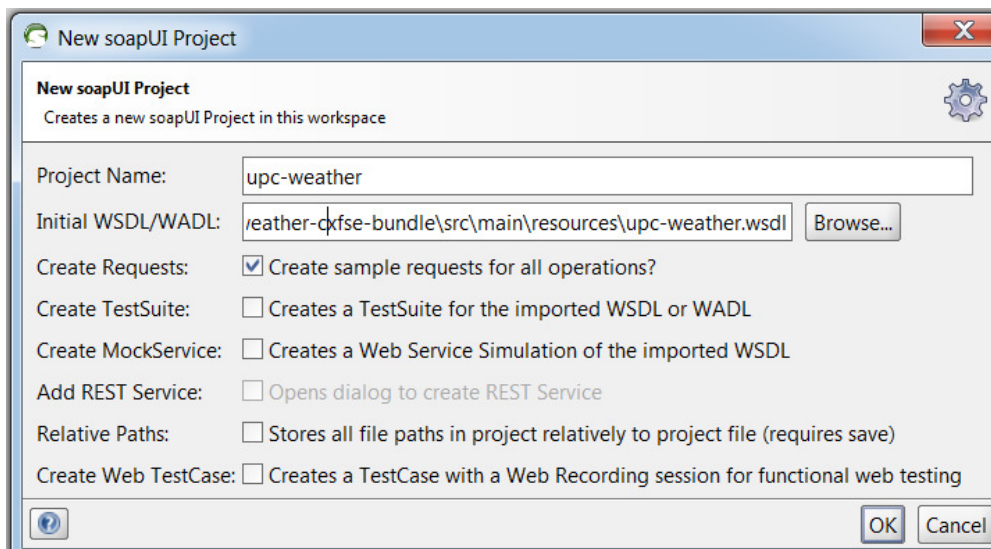 New soapUI Project
New soapUI Project
Creates a new soapUI Project in this workspace
Project Name: upc-weather
Initial WSDL/WADL: eather-cxfse-bundle\src\main\resources\upc-weather.wsdl Browse...
Create Requests: Create sample requests for all operations?
Create TestSuite: Creates a TestSuite for the imported WSDL or WADL
Create MockService: Creates a Web Service Simulation of the imported WSDL
Add REST Service: Opens dialog to create REST Service
Relative Paths: Stores all file paths in project relatively to project file (requires save)
Create Web TestCase: Creates a TestCase with a Web Recording session for functional web testing
OK Cancel